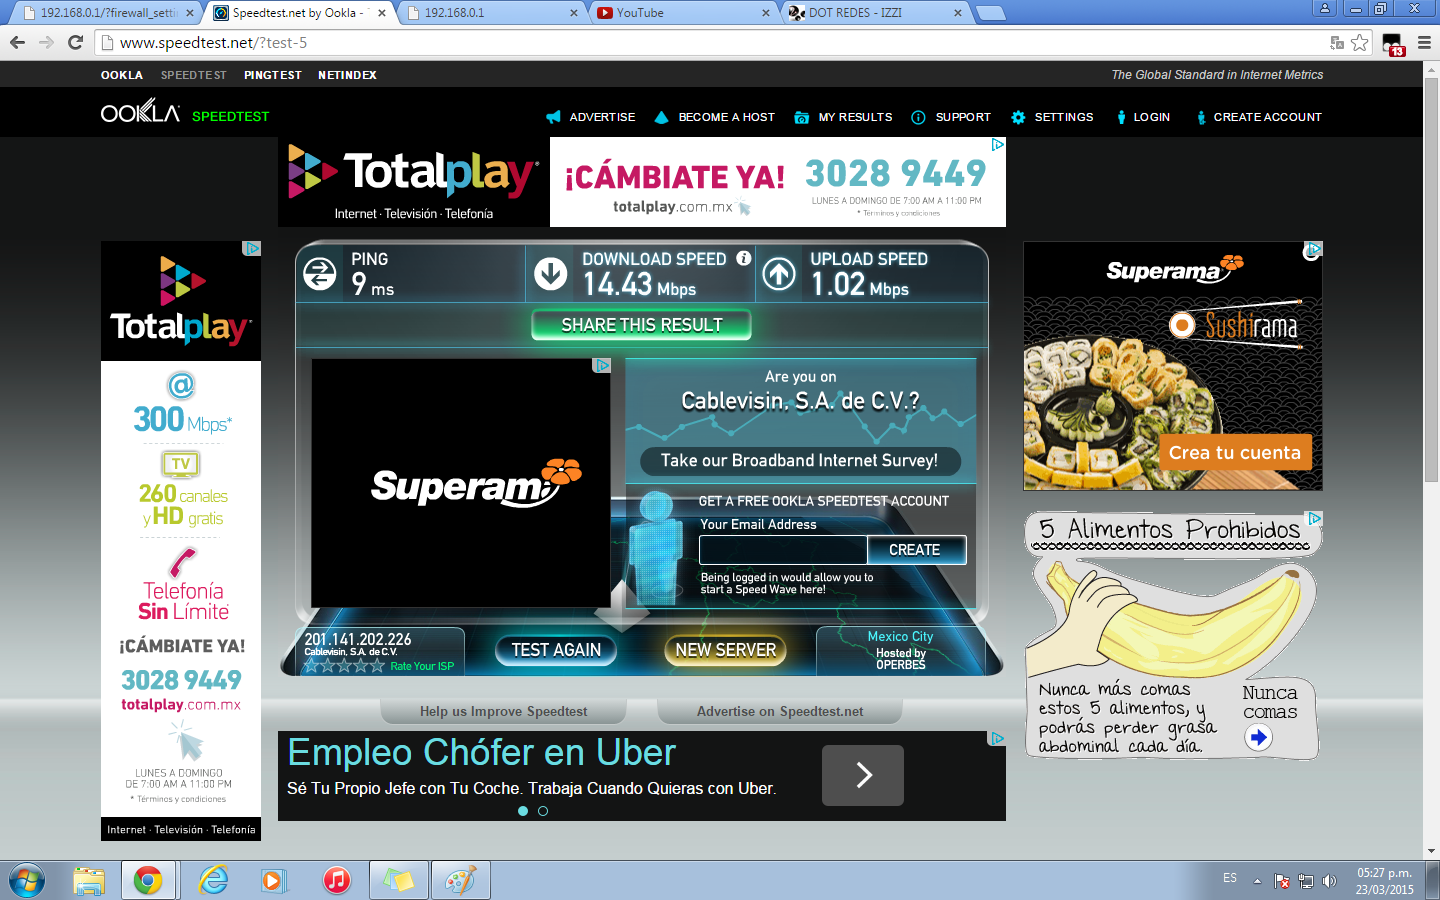 192.168.0.1/?firewall_setti
Speedtest.net by Ookla -
192.168.0.1
YouTube
DOT REDES - IZZI
www.speedtest.net/?test-5
13
OOKLA SPEEDTEST PINGTEST NETINDEX
The Global Standard in Internet Metrics
OOKLA SPEEDTEST
ADVERTISE BECOME A HOST MY RESULTS SUPPORT SETTINGS LOGIN CREATE ACCOUNT
Totalplay
Internet · Televisión · Telefonía
¡CÁMBIATE YA!
totalplay.com.mx
3028 9449
LUNES A DOMINGO DE 7:00 AM A 11:00 PM
* Términos y condiciones
Totalplay
@
300 Mbps*
TV
260 canales
y HD gratis
Telefonía
Sin Límite
¡CÁMBIATE YA!
3028 9449
totalplay.com.mx
LUNES A DOMINGO
DE 7:00 AM A 11:00 PM
* Términos y condiciones
Internet · Televisión · Telefonía
PING
9 ms
DOWNLOAD SPEED
14.43 Mbps
UPLOAD SPEED
1.02 Mbps
SHARE THIS RESULT
Superama
Are you on
Cablevisin, S.A. de C.V.?
Take our Broadband Internet Survey!
GET A FREE OOKLA SPEEDTEST ACCOUNT
Your Email Address
CREATE
Being logged in would allow you to
start a Speed Wave here!
201.141.202.226
Cablevisin, S.A. de C.V.
Rate Your ISP
TEST AGAIN
NEW SERVER
Mexico City
Hosted by
OPERBES
Help us Improve Speedtest
Advertise on Speedtest.net
Empleo Chófer en Uber
Sé Tu Propio Jefe con Tu Coche. Trabaja Cuando Quieras con Uber.
Superama
Sushirama
Crea tu cuenta
5 Alimentos Prohibidos
Nunca más comas
estos 5 alimentos, y
podrás perder grasa
abdominal cada día.
Nunca
comas
ES
05:27 p.m.
23/03/2015